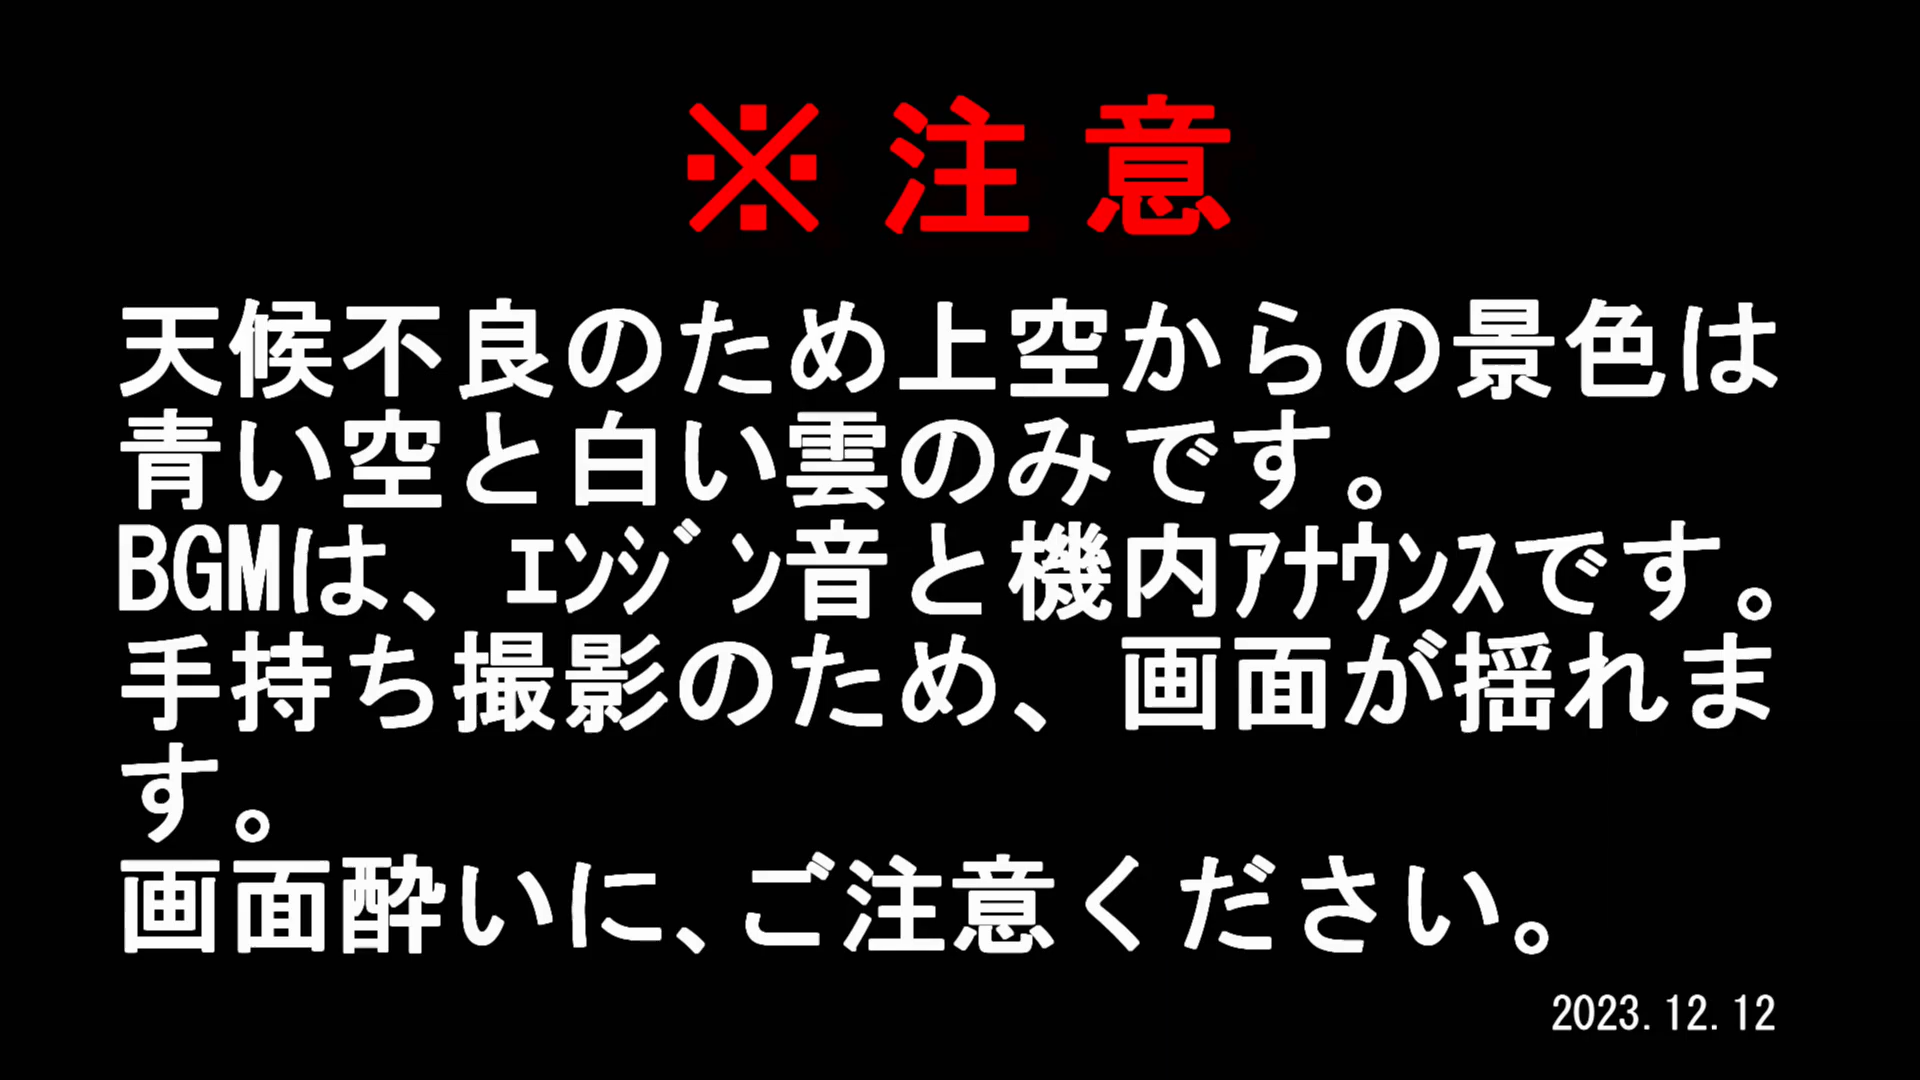 ※注意
天候不良のため上空からの景色は
青い空と白い雲のみです。
BGMは、ｴﾝｼﾞﾝ音と機内ｱﾅｳﾝｽです。
手持ち撮影のため、画面が揺れま
す。
画面酔いに､ご注意ください。
2023.12.12